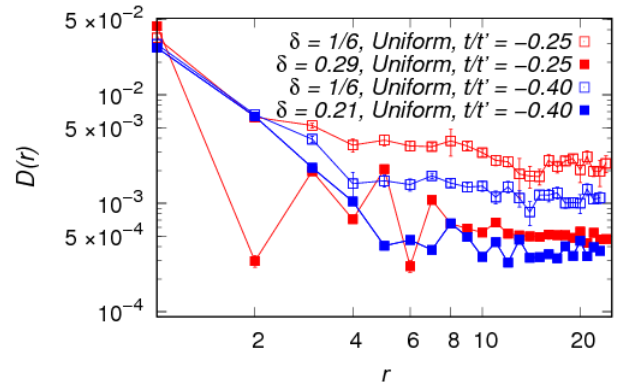 5 ×10⁻²
δ = 1/6, Uniform, t/t' = −0.25
δ = 0.29, Uniform, t/t' = −0.25
δ = 1/6, Uniform, t/t' = −0.40
δ = 0.21, Uniform, t/t' = −0.40
10⁻²
5 ×10⁻³
D(r)
10⁻³
5 ×10⁻⁴
10⁻⁴
2 4 6 8 10 20
r